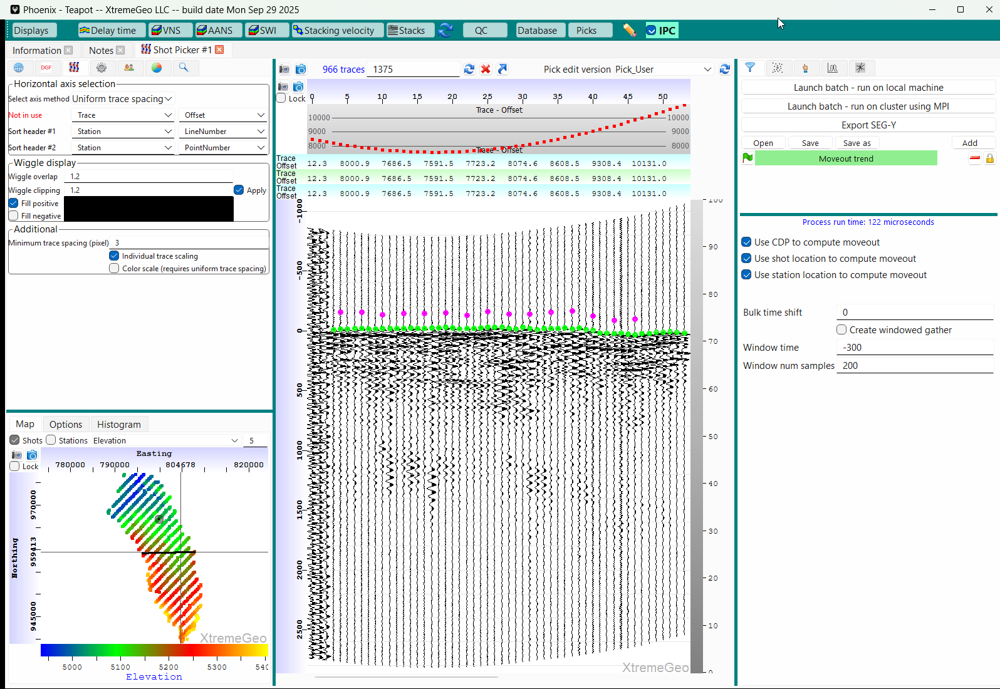 Phoenix - Teapot -- XtremeGeo LLC -- build date Mon Sep 29 2025
Displays Delay time VNS AANS SWI Stacking velocity Stacks QC Database Picks IPC
Information Notes Shot Picker #1
DGF
Horizontal axis selection
Select axis method Uniform trace spacing
Not in use Trace Offset
Sort header #1 Station LineNumber
Sort header #2 Station PointNumber
Wiggle display
Wiggle overlap 1.2
Wiggle clipping 1.2 Apply
Fill positive
Fill negative
Additional
Minimum trace spacing (pixel) 3
Individual trace scaling
Color scale (requires uniform trace spacing)
Map Options Histogram
Shots Stations Elevation 5
Lock
Easting
780000 790000 804678 820000
Northing
970000
959413
945000
XtremeGeo
5000 5100 5200 5300
Elevation
966 traces 1375 Pick edit version Pick_User
Lock
0 5 10 15 20 25 30 35 40 45 50
Trace - Offset
10000 10000
9000 9000
8000 8000
Trace - Offset
Trace
Offset 12.3 8000.9 7686.5 7591.5 7723.2 8074.6 8608.5 9308.4 10131.0
Trace
Offset 12.3 8000.9 7686.5 7591.5 7723.2 8074.6 8608.5 9308.4 10131.0
Trace
Offset 12.3 8000.9 7686.5 7591.5 7723.2 8074.6 8608.5 9308.4 10131.0
-1000
-500
0
500
1000
1500
2000
2500
100
90
80
70
60
50
40
30
20
10
0
XtremeGeo
Launch batch - run on local machine
Launch batch - run on cluster using MPI
Export SEG-Y
Open Save Save as Add
Moveout trend
Process run time: 122 microseconds
Use CDP to compute moveout
Use shot location to compute moveout
Use station location to compute moveout
Bulk time shift 0
Create windowed gather
Window time -300
Window num samples 200